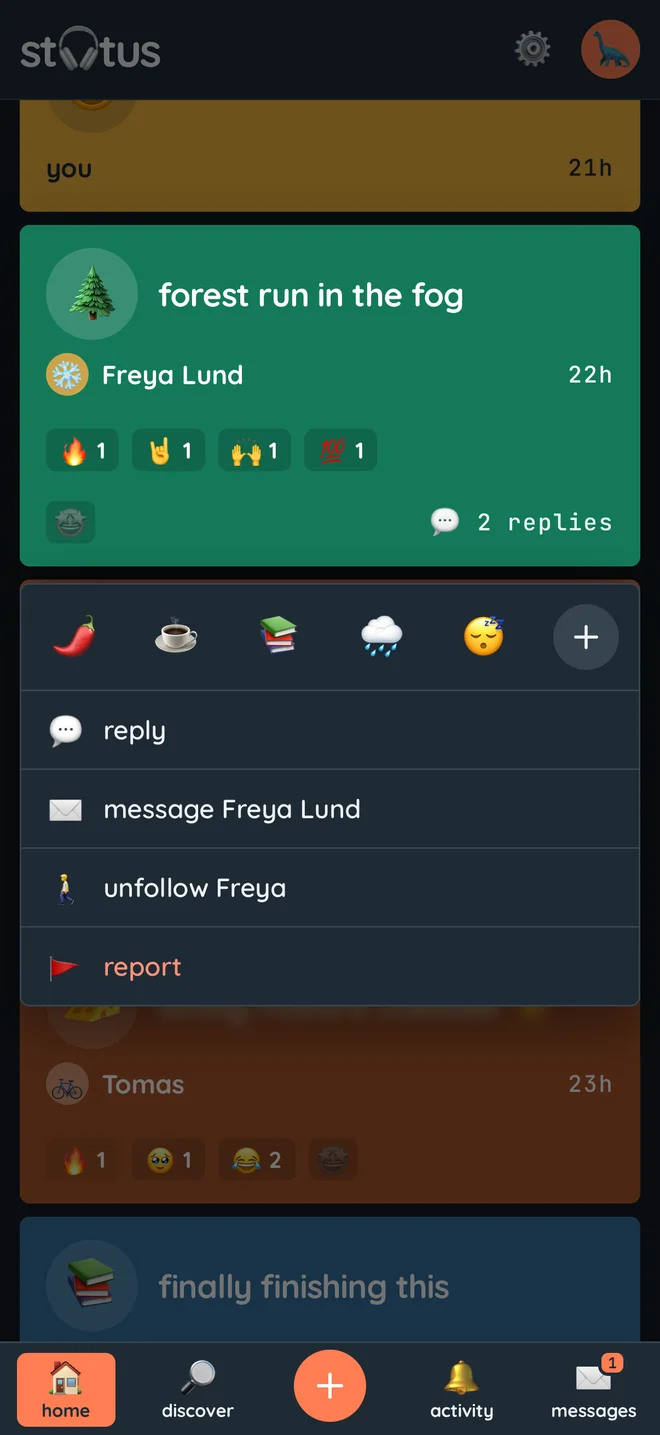 st🎧tus
you
21h
forest run in the fog
Freya Lund
22h
1
1
1
💯 1
2 replies
reply
message Freya Lund
unfollow Freya
report
Tomas
23h
1
1
2
finally finishing this
home
discover
activity
1
messages